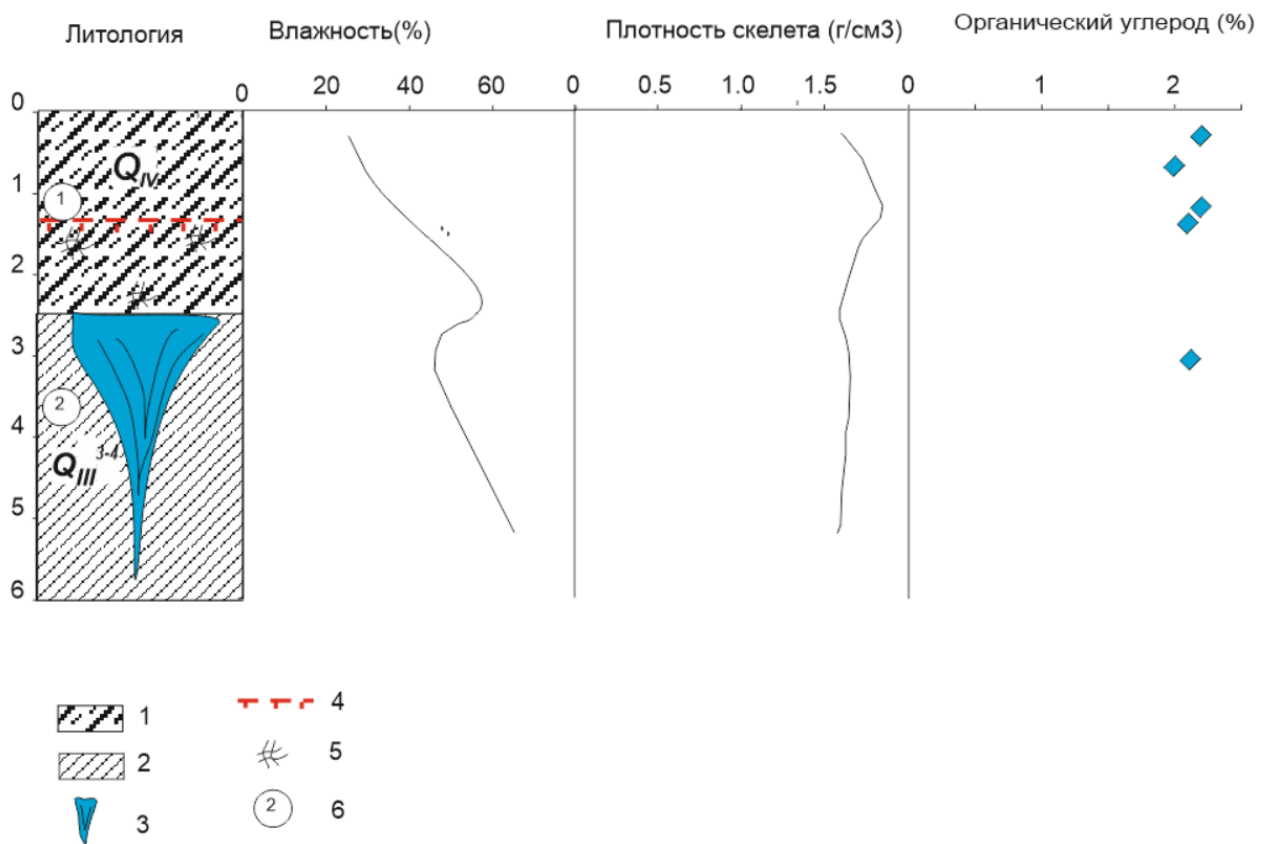 Литология
Влажность(%)
Плотность скелета (г/см3)
Органический углерод (%)
0 20 40 60 0 0.5 1.0 1.5 0 1 2
0
1
2
3
4
5
6
Q IV
1
2
Q III 3-4
1
2
3
4
5
2 6